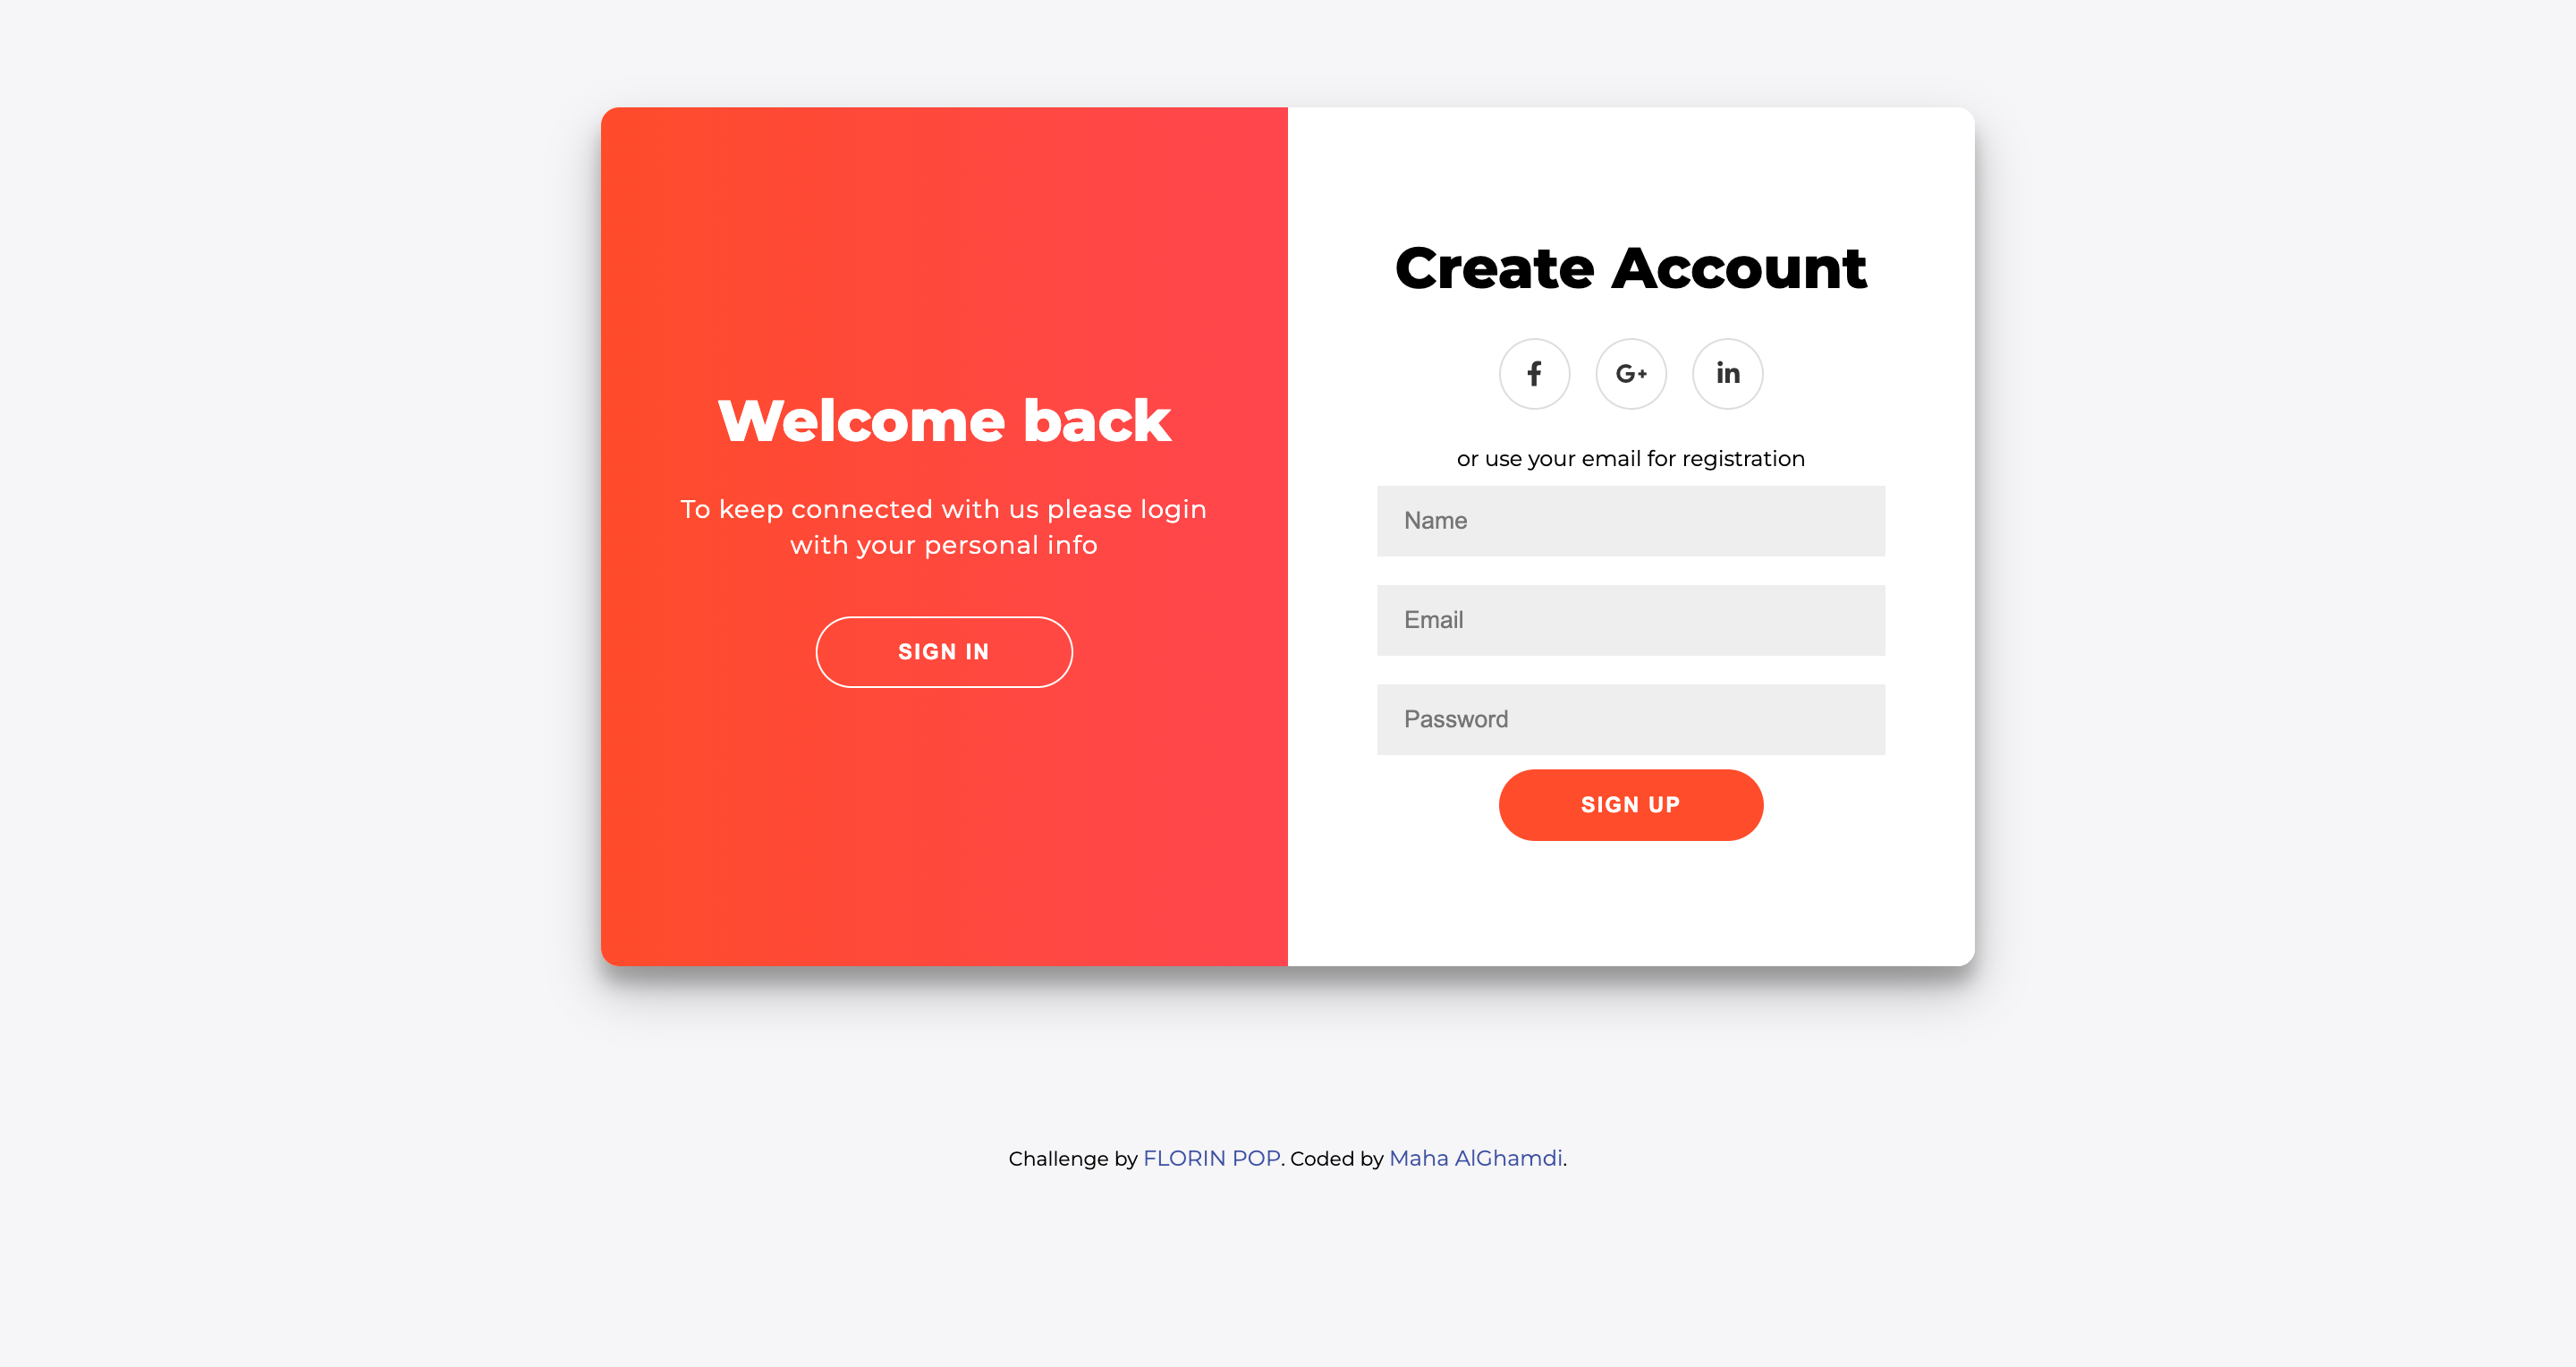 Welcome back
To keep connected with us please login
with your personal info
SIGN IN
Create Account
f G+ in
or use your email for registration
Name
Email
Password
SIGN UP
Challenge by FLORIN POP. Coded by Maha AlGhamdi.